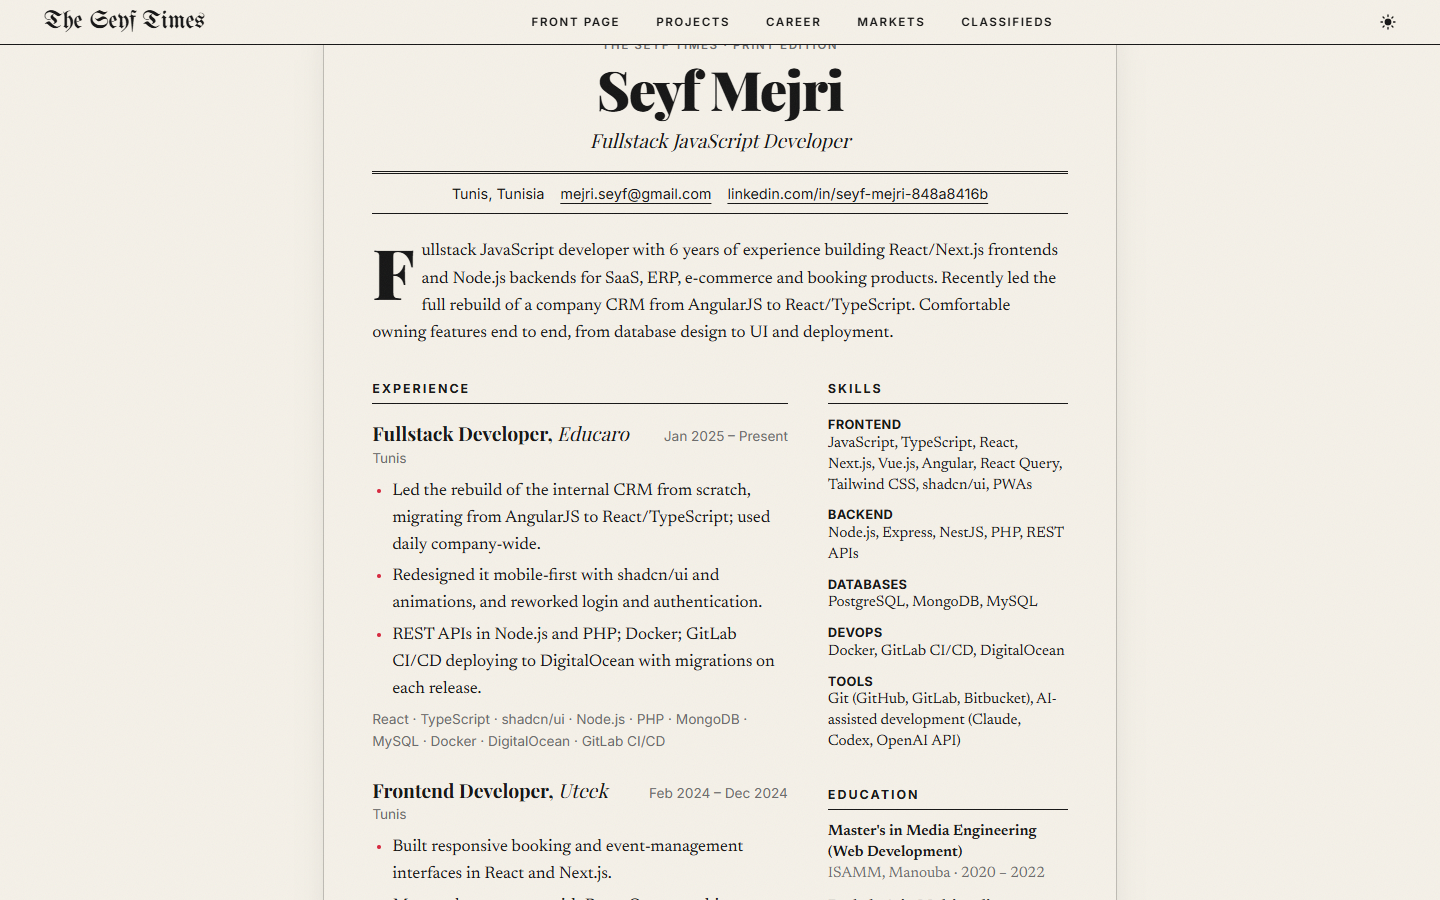 The Seyf Times
FRONT PAGE PROJECTS CAREER MARKETS CLASSIFIEDS
THE SEYF TIMES · PRINT EDITION
Seyf Mejri
Fullstack JavaScript Developer
Tunis, Tunisia mejri.seyf@gmail.com linkedin.com/in/seyf-mejri-848a8416b
Fullstack JavaScript developer with 6 years of experience building React/Next.js frontends
and Node.js backends for SaaS, ERP, e-commerce and booking products. Recently led the
full rebuild of a company CRM from AngularJS to React/TypeScript. Comfortable
owning features end to end, from database design to UI and deployment.
EXPERIENCE
Fullstack Developer, Educaro Jan 2025 – Present
Tunis
• Led the rebuild of the internal CRM from scratch,
migrating from AngularJS to React/TypeScript; used
daily company-wide.
• Redesigned it mobile-first with shadcn/ui and
animations, and reworked login and authentication.
• REST APIs in Node.js and PHP; Docker; GitLab
CI/CD deploying to DigitalOcean with migrations on
each release.
React · TypeScript · shadcn/ui · Node.js · PHP · MongoDB ·
MySQL · Docker · DigitalOcean · GitLab CI/CD
Frontend Developer, Uteek Feb 2024 – Dec 2024
Tunis
• Built responsive booking and event-management
interfaces in React and Next.js.
SKILLS
FRONTEND
JavaScript, TypeScript, React,
Next.js, Vue.js, Angular, React Query,
Tailwind CSS, shadcn/ui, PWAs
BACKEND
Node.js, Express, NestJS, PHP, REST
APIs
DATABASES
PostgreSQL, MongoDB, MySQL
DEVOPS
Docker, GitLab CI/CD, DigitalOcean
TOOLS
Git (GitHub, GitLab, Bitbucket), AI-
assisted development (Claude,
Codex, OpenAI API)
EDUCATION
Master's in Media Engineering
(Web Development)
ISAMM, Manouba · 2020 – 2022